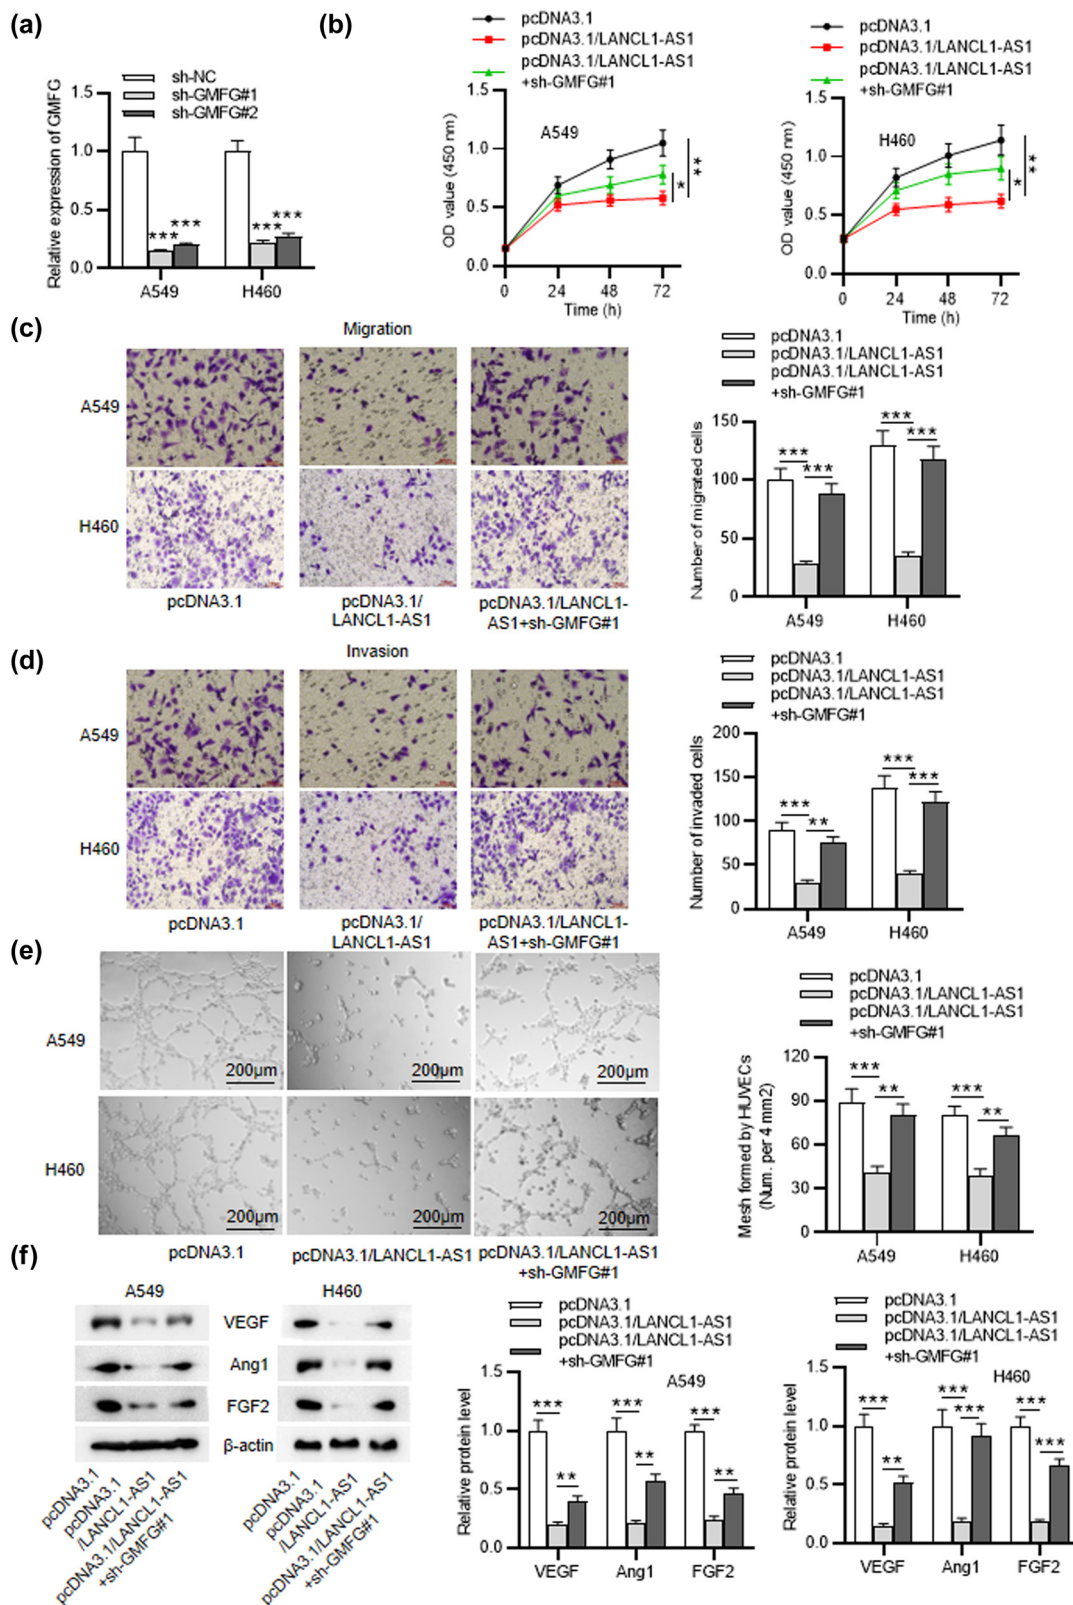 (a)
sh-NC
sh-GMFG#1
sh-GMFG#2
Relative expression of GMFG
1.5
1.0
0.5
0.0
***
***
***
***
A549
H460
(b)
pcDNA3.1
pcDNA3.1/LANCL1-AS1
pcDNA3.1/LANCL1-AS1
+sh-GMFG#1
A549
OD value (450 nm)
1.5
1.0
0.5
0.0
*
**
0
24
48
72
Time (h)
pcDNA3.1
pcDNA3.1/LANCL1-AS1
pcDNA3.1/LANCL1-AS1
+sh-GMFG#1
H460
OD value (450 nm)
1.5
1.0
0.5
0.0
*
**
0
24
48
72
Time (h)
(c)
Migration
A549
H460
pcDNA3.1
pcDNA3.1/
LANCL1-AS1
pcDNA3.1/LANCL1-
AS1+sh-GMFG#1
pcDNA3.1
pcDNA3.1/LANCL1-AS1
pcDNA3.1/LANCL1-AS1
+sh-GMFG#1
Number of migrated cells
150
100
50
0
***
***
***
***
A549
H460
(d)
Invasion
A549
H460
pcDNA3.1
pcDNA3.1/
LANCL1-AS1
pcDNA3.1/LANCL1-
AS1+sh-GMFG#1
pcDNA3.1
pcDNA3.1/LANCL1-AS1
pcDNA3.1/LANCL1-AS1
+sh-GMFG#1
Number of invaded cells
200
150
100
50
0
***
**
***
***
A549
H460
(e)
A549
200µm
200µm
200µm
H460
200µm
200µm
200µm
pcDNA3.1
pcDNA3.1/LANCL1-AS1
pcDNA3.1/LANCL1-AS1
+sh-GMFG#1
pcDNA3.1
pcDNA3.1/LANCL1-AS1
pcDNA3.1/LANCL1-AS1
+sh-GMFG#1
Mesh formed by HUVECs
(Num. per 4 mm2)
120
90
60
30
0
***
**
***
**
A549
H460
(f)
A549
H460
VEGF
Ang1
FGF2
β-actin
pcDNA3.1
pcDNA3.1
/LANCL1-AS1
pcDNA3.1/LANCL1-AS1
+sh-GMFG#1
pcDNA3.1
pcDNA3.1
/LANCL1-AS1
pcDNA3.1/LANCL1-AS1
+sh-GMFG#1
pcDNA3.1
pcDNA3.1/LANCL1-AS1
pcDNA3.1/LANCL1-AS1
+sh-GMFG#1
A549
Relative protein level
1.5
1.0
0.5
0.0
***
**
***
**
***
**
VEGF
Ang1
FGF2
pcDNA3.1
pcDNA3.1/LANCL1-AS1
pcDNA3.1/LANCL1-AS1
+sh-GMFG#1
H460
Relative protein level
1.5
1.0
0.5
0.0
***
**
***
***
***
***
VEGF
Ang1
FGF2